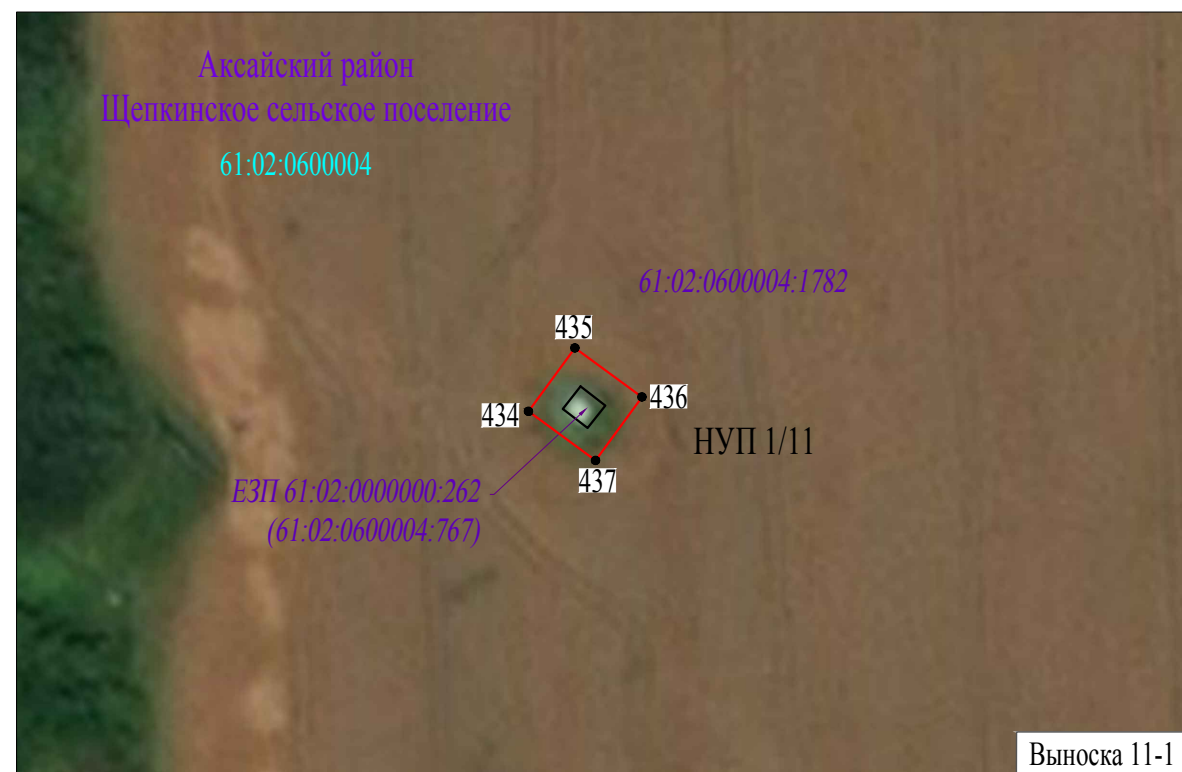 Аксайский район
Щепкинское сельское поселение
61:02:0600004
61:02:0600004:1782
435
436
434
НУП 1/11
437
ЕЗП 61:02:0000000:262
(61:02:0600004:767)
Выноска 11-1